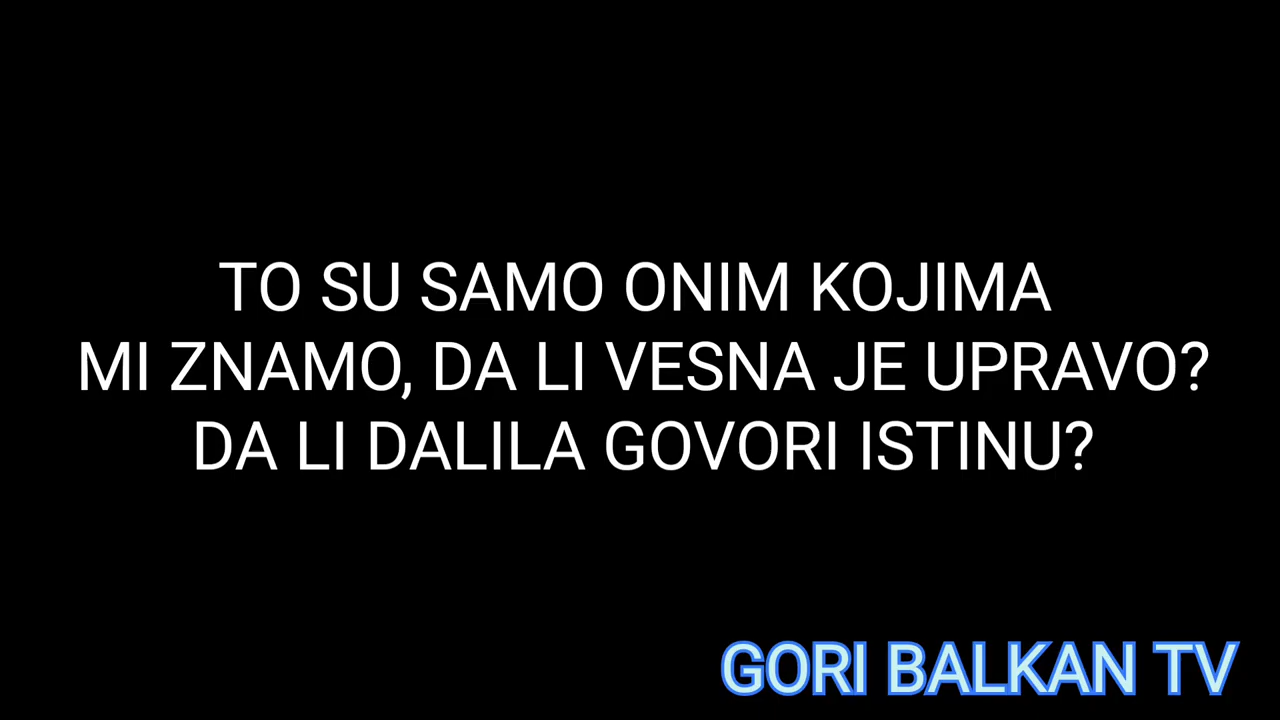 TO SU SAMO ONIM KOJIMA
MI ZNAMO, DA LI VESNA JE UPRAVO?
DA LI DALILA GOVORI ISTINU?
GORI BALKAN TV